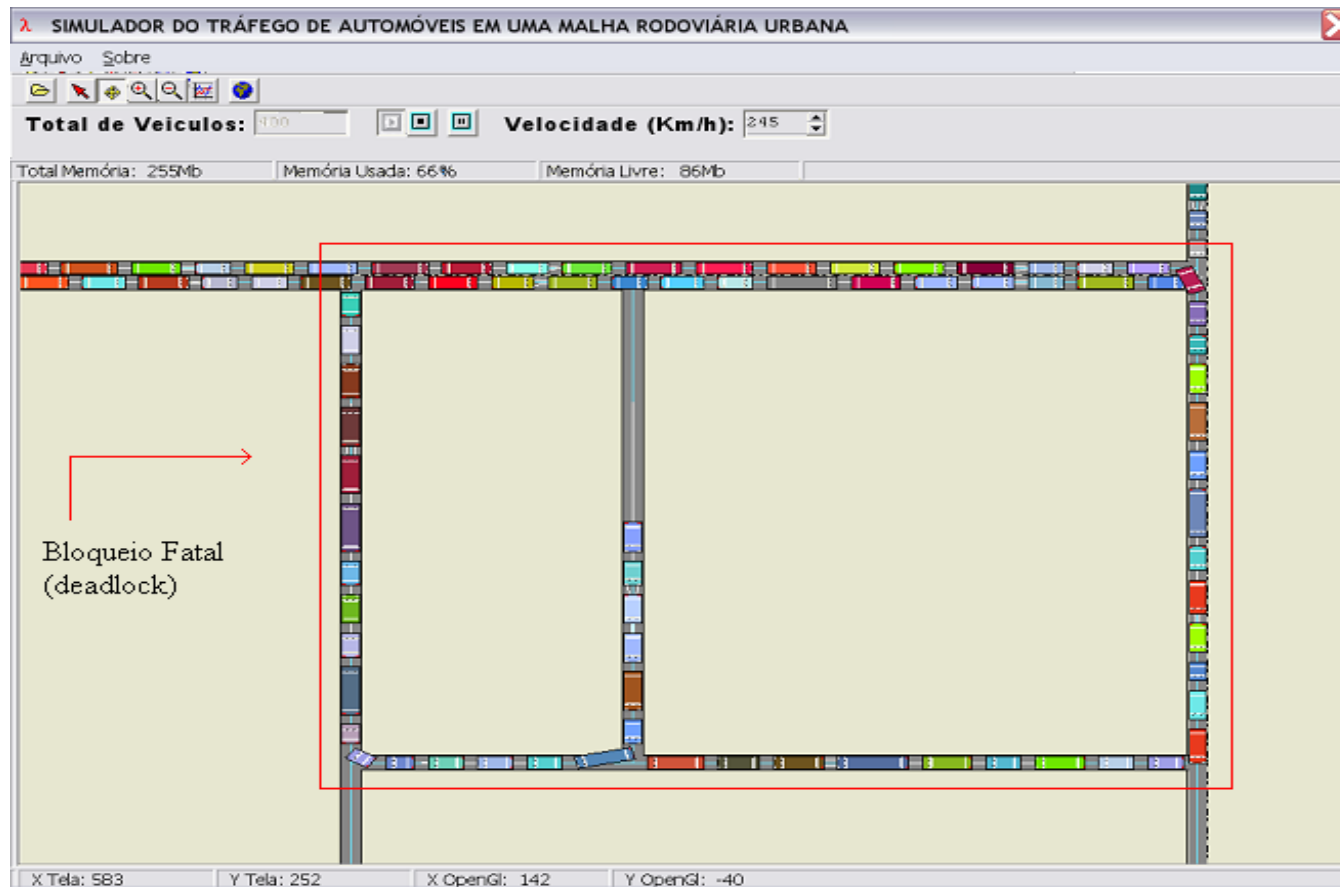 λ SIMULADOR DO TRÁFEGO DE AUTOMÓVEIS EM UMA MALHA RODOVIÁRIA URBANA
Arquivo Sobre
Total de Veiculos: 400 Velocidade (Km/h): 245
Total Memória: 255Mb Memória Usada: 66% Memória Livre: 86Mb
Bloqueio Fatal
(deadlock)
X Tela: 583 Y Tela: 252 X OpenGl: 142 Y OpenGl: -40